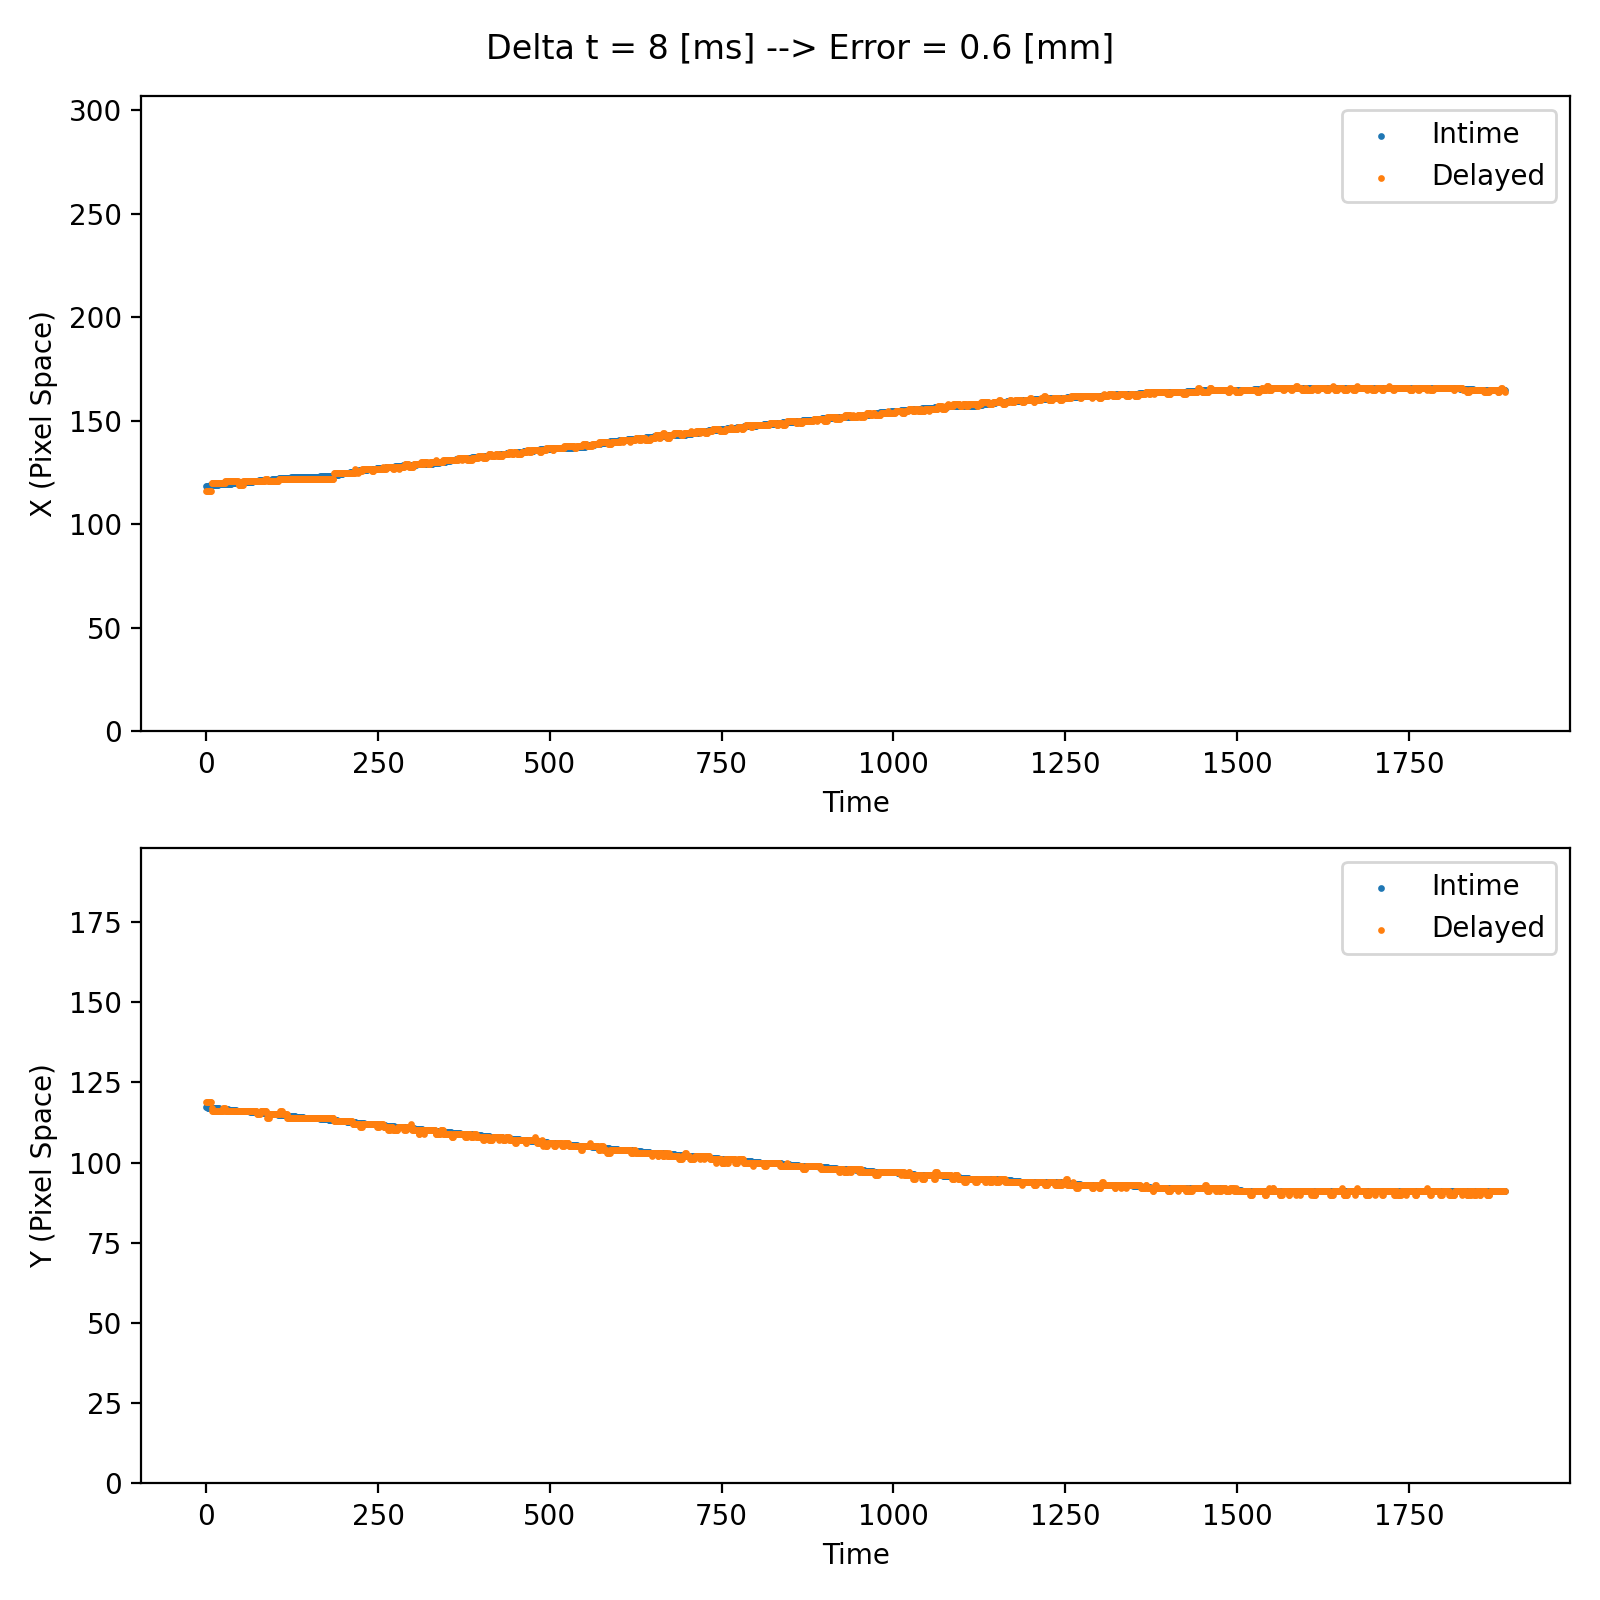 Delta t = 8 [ms] --> Error = 0.6 [mm]
300
250
200
150
100
50
0
X (Pixel Space)
Intime
Delayed
0 250 500 750 1000 1250 1500 1750
Time
175
150
125
100
75
50
25
0
Y (Pixel Space)
Intime
Delayed
0 250 500 750 1000 1250 1500 1750
Time